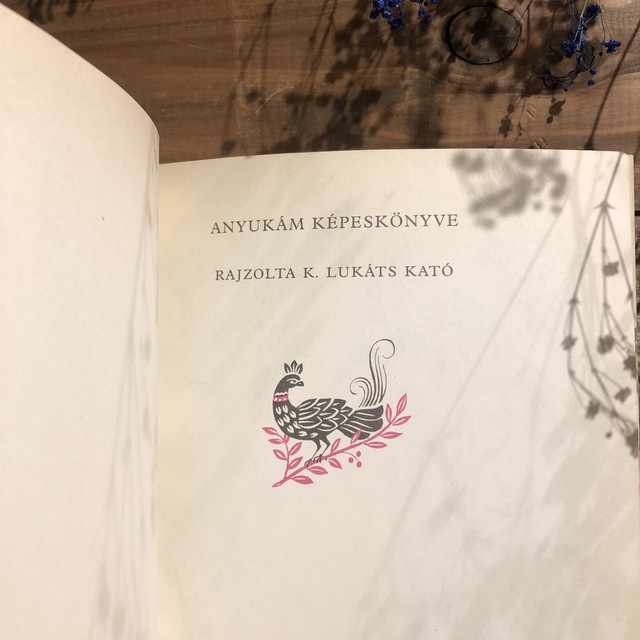 ANYUKÁM KÉPESKÖNYVE
RAJZOLTA K. LUKÁTS KATÓ